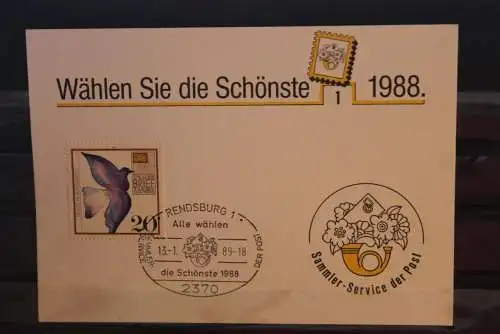 Wählen Sie die Schönste 1 1988.
20
RENDSBURG 1
Alle wählen
13.-1. 89-18
die Schönste 1988
2370
DER POST
Sammler-Service der Post